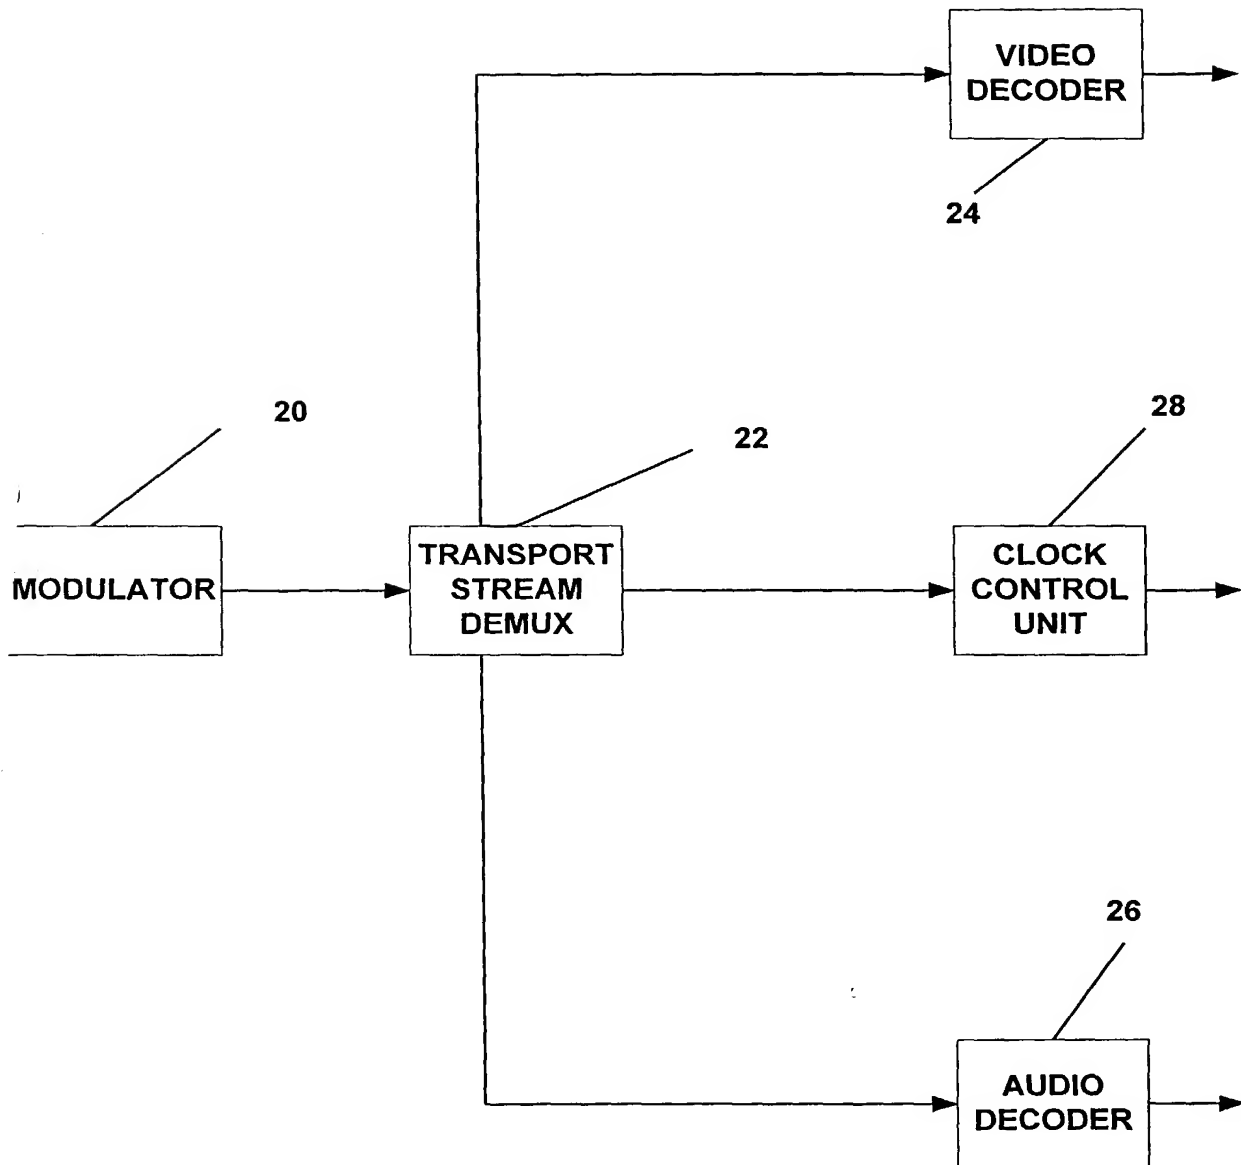 VIDEO
DECODER
24
20
22
28
MODULATOR
TRANSPORT
STREAM
DEMUX
CLOCK
CONTROL
UNIT
26
AUDIO
DECODER